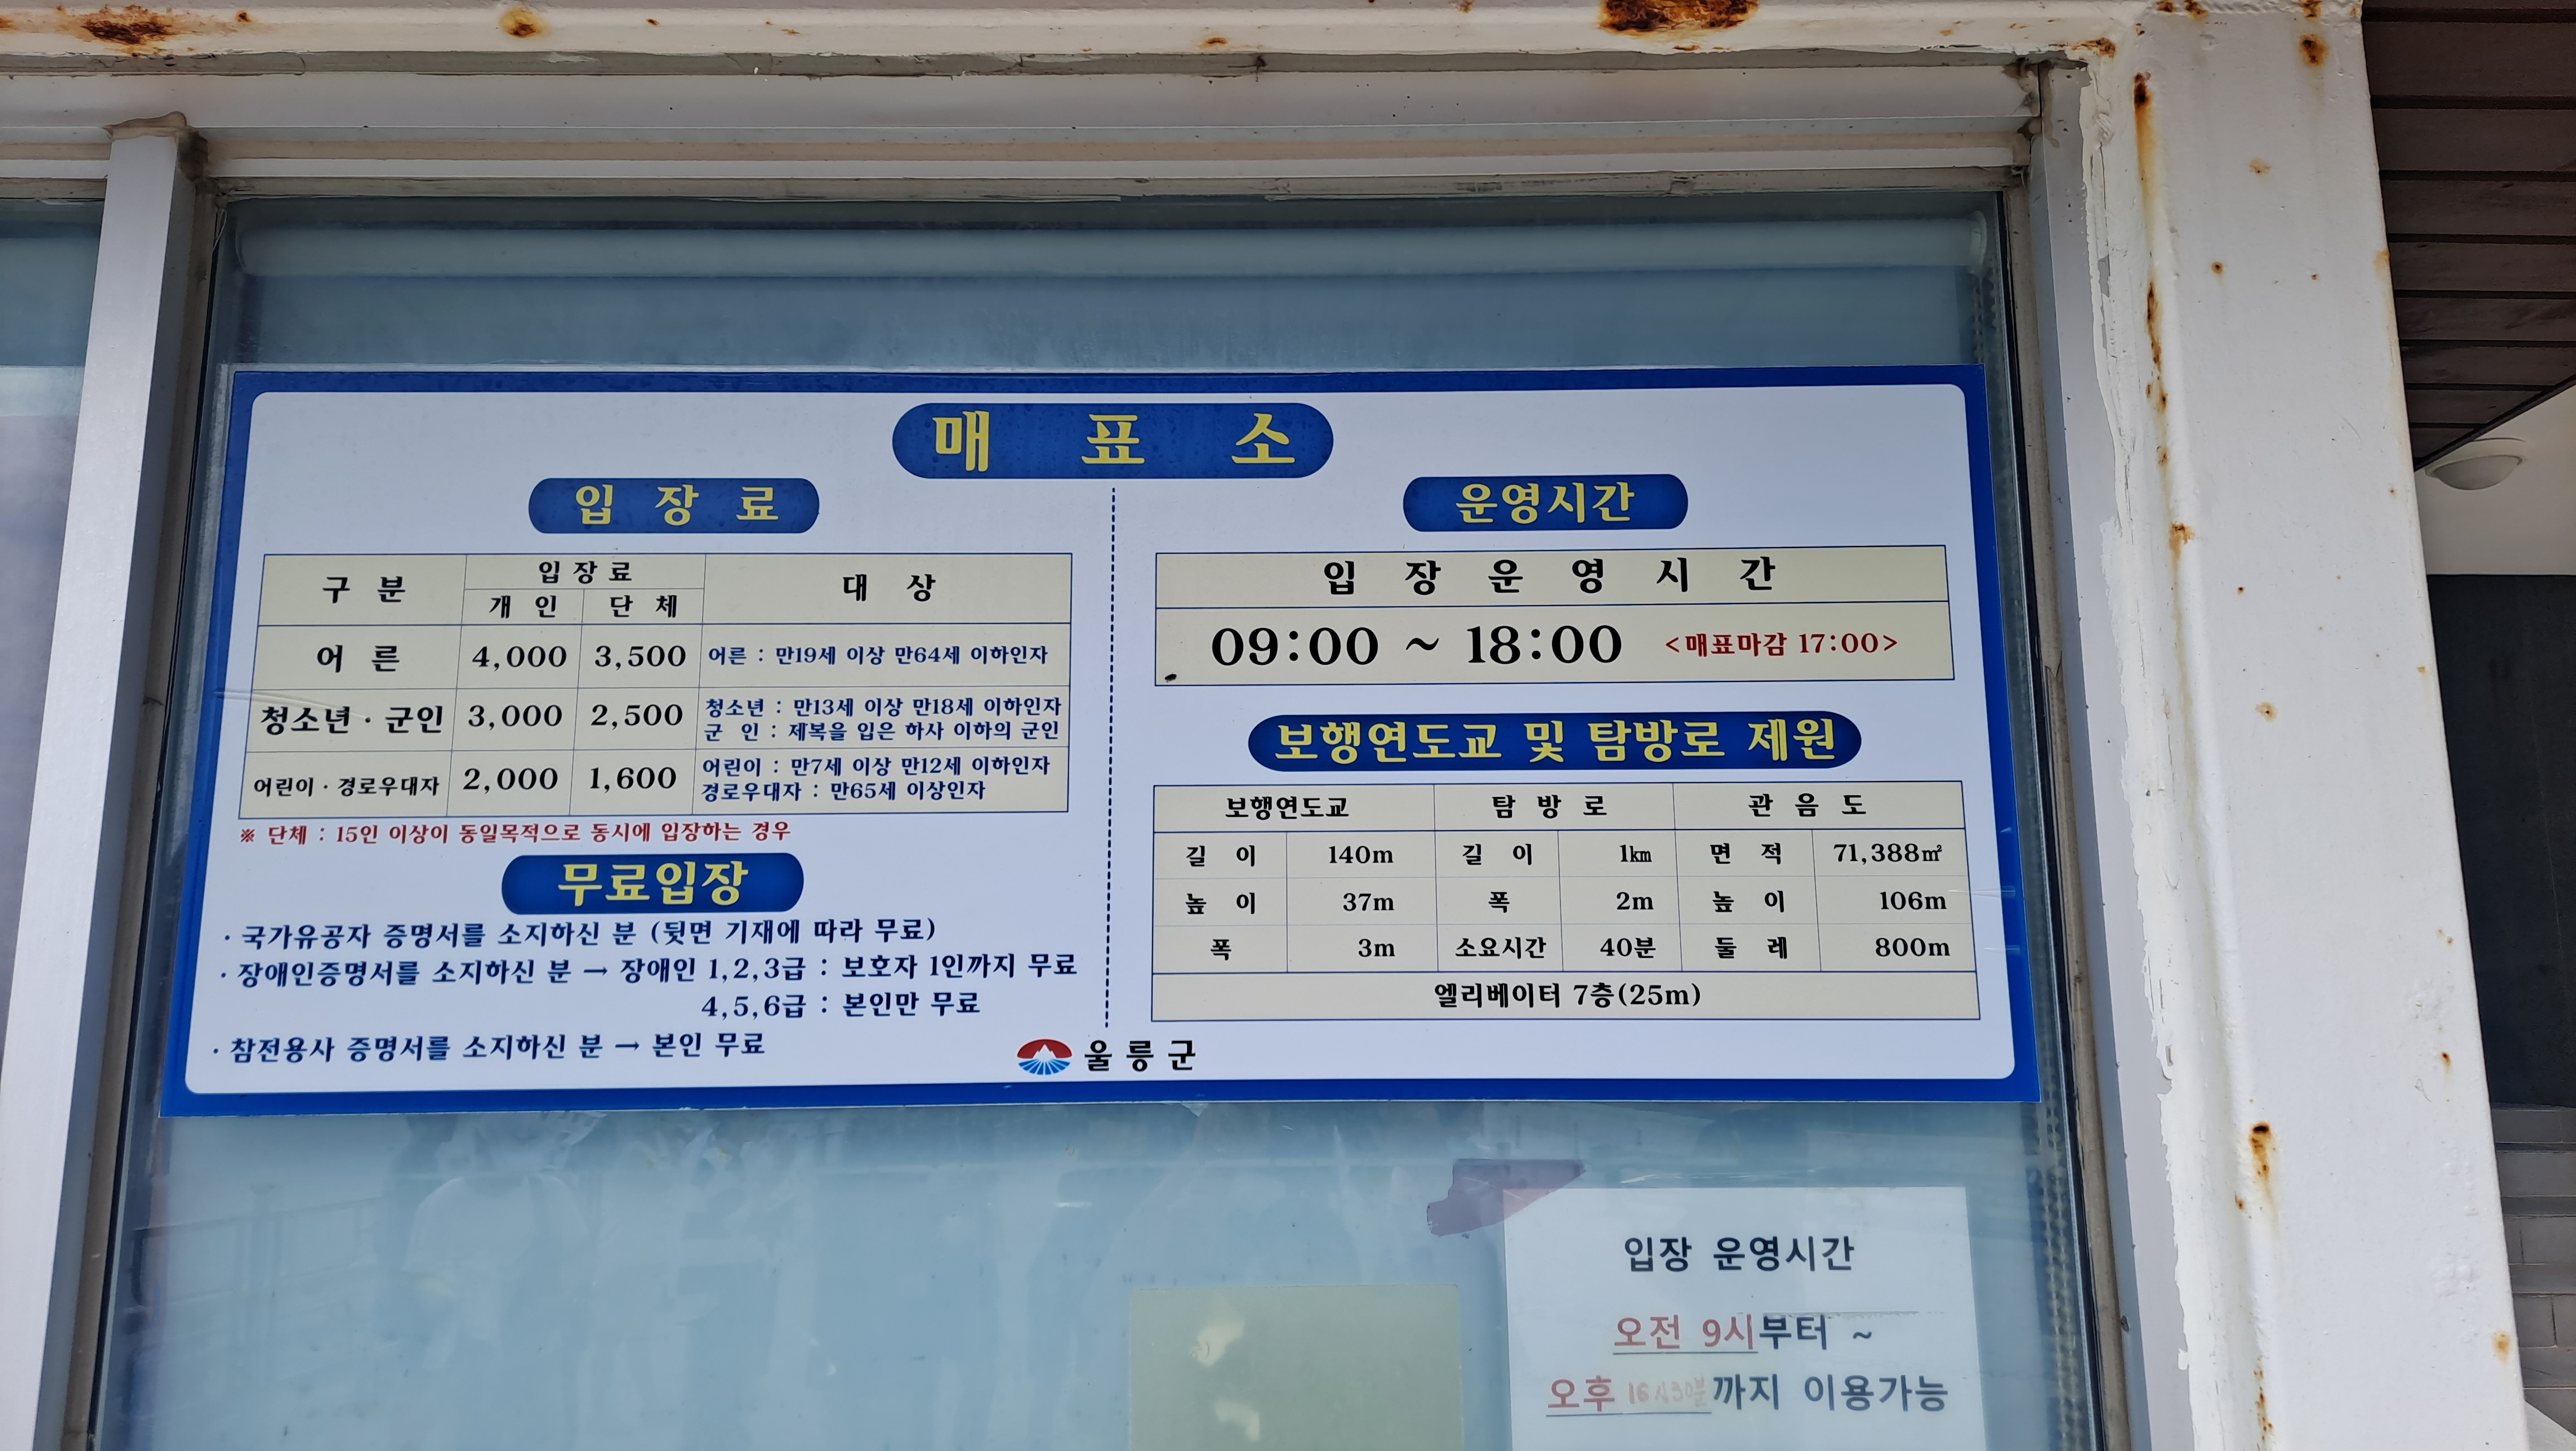 매 표 소
입 장 료
구 분 입 장 료 대 상
개 인 단 체
어 른 4,000 3,500 어른 : 만19세 이상 만64세 이하인자
청소년 · 군인 3,000 2,500 청소년 : 만13세 이상 만18세 이하인자
군 인 : 제복을 입은 하사 이하의 군인
어린이 · 경로우대자 2,000 1,600 어린이 : 만7세 이상 만12세 이하인자
경로우대자 : 만65세 이상인자
※ 단체 : 15인 이상이 동일목적으로 동시에 입장하는 경우
무료입장
· 국가유공자 증명서를 소지하신 분 (뒷면 기재에 따라 무료)
· 장애인증명서를 소지하신 분 → 장애인 1,2,3급 : 보호자 1인까지 무료
4,5,6급 : 본인만 무료
· 참전용사 증명서를 소지하신 분 → 본인 무료
운영시간
입 장 운 영 시 간
09:00 ~ 18:00 <매표마감 17:00>
보행연도교 및 탐방로 제원
보행연도교 탐 방 로 관 음 도
길 이 140m 길 이 1㎞ 면 적 71,388㎡
높 이 37m 폭 2m 높 이 106m
폭 3m 소요시간 40분 둘 레 800m
엘리베이터 7층(25m)
울릉군
입장 운영시간
오전 9시부터 ~
오후 까지 이용가능